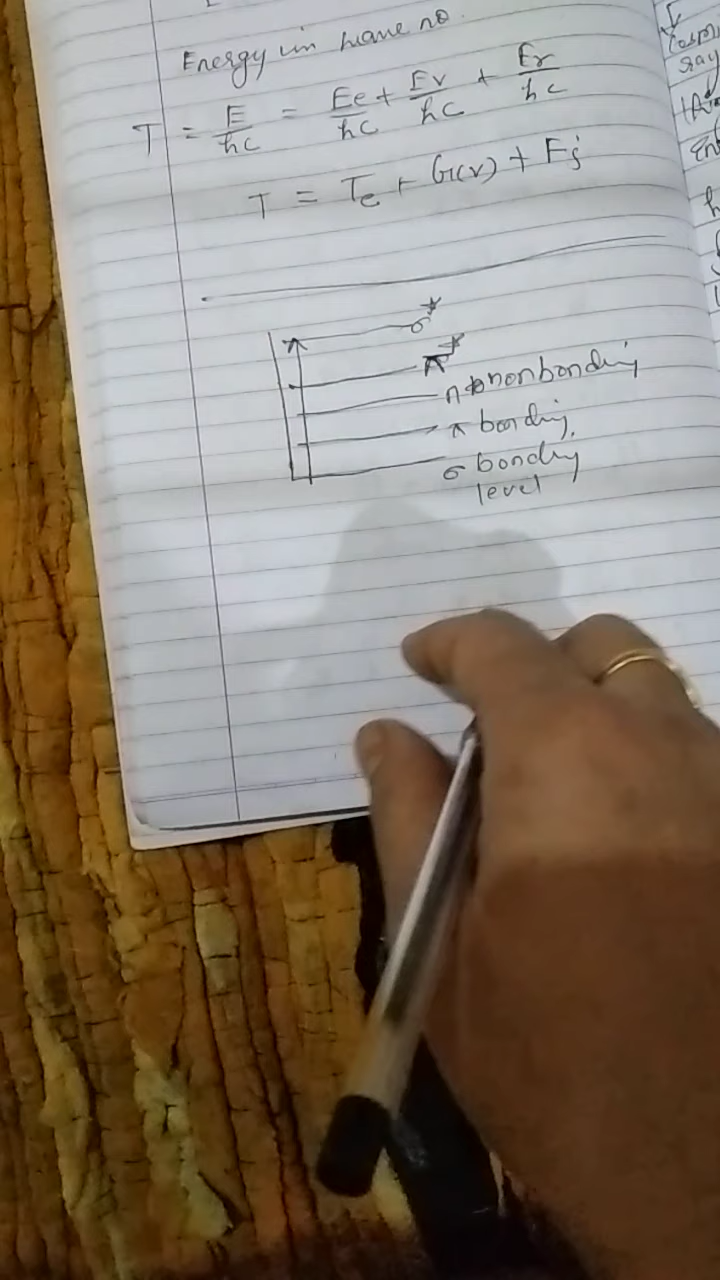 Energy in wave no.
T = E/hc = Ee/hc + Ev/hc + Er/hc
T = Te + G(v) + Fj
σ*
π*
n nonbonding
π bonding
σ bonding
level